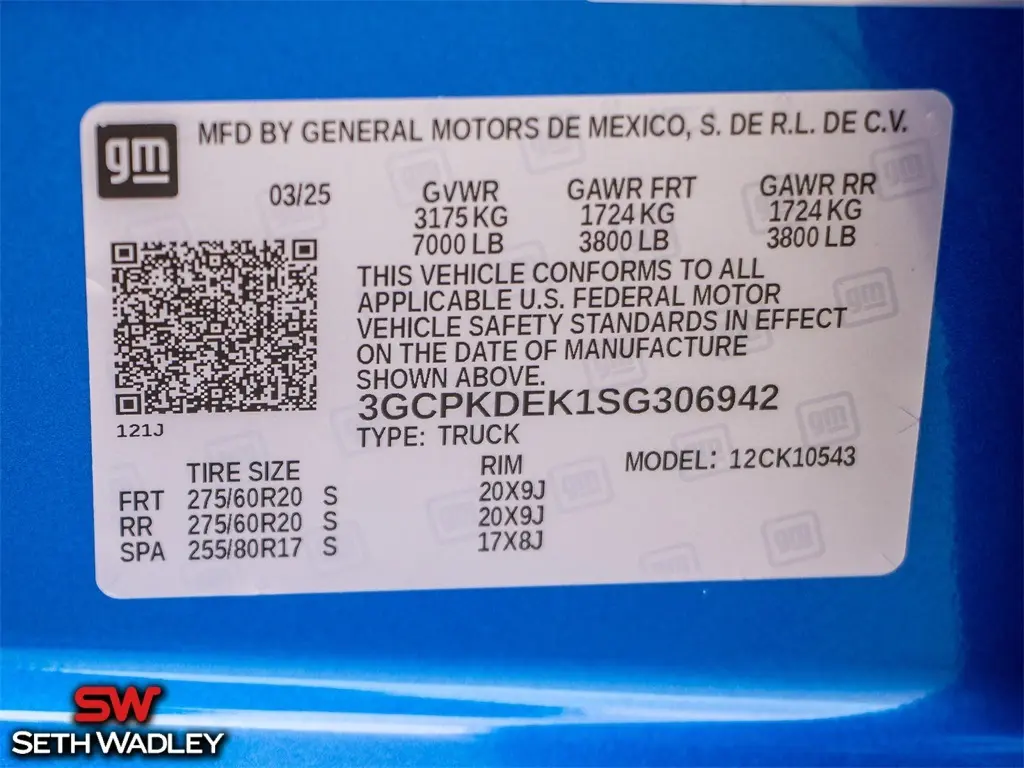 gm
MFD BY GENERAL MOTORS DE MEXICO, S. DE R.L. DE C.V.
03/25
GVWR GAWR FRT GAWR RR
3175 KG 1724 KG 1724 KG
7000 LB 3800 LB 3800 LB
THIS VEHICLE CONFORMS TO ALL
APPLICABLE U.S. FEDERAL MOTOR
VEHICLE SAFETY STANDARDS IN EFFECT
ON THE DATE OF MANUFACTURE
SHOWN ABOVE.
3GCPKDEK1SG306942
121J
TYPE: TRUCK
TIRE SIZE RIM MODEL: 12CK10543
FRT 275/60R20 S 20X9J
RR 275/60R20 S 20X9J
SPA 255/80R17 S 17X8J
SW
SETH WADLEY